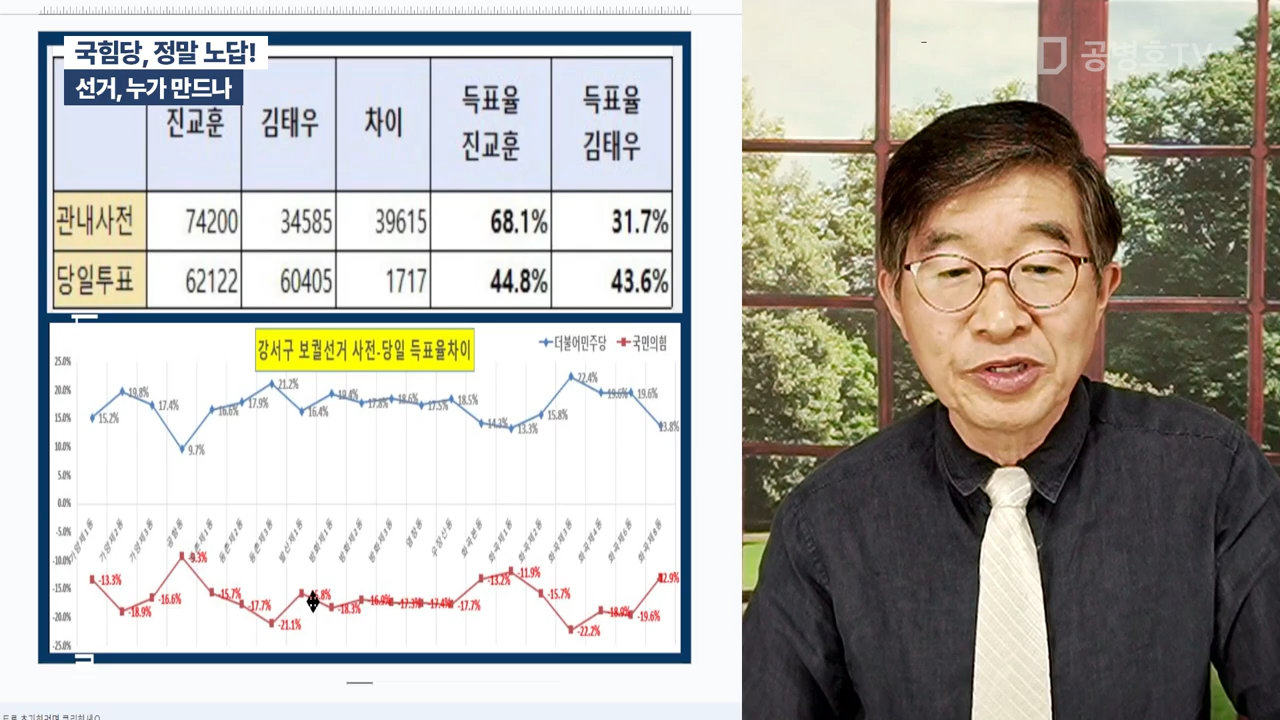 국힘당, 정말 노답!
선거, 누가 만드나
공병호TV
진교훈 김태우 차이 득표율 진교훈 득표율 김태우
관내사전 74200 34585 39615 68.1% 31.7%
당일투표 62122 60405 1717 44.8% 43.6%
강서구 보궐선거 사전-당일 득표율차이
더불어민주당 국민의힘
25.0%
20.0%
15.0%
10.0%
5.0%
0.0%
-5.0%
-10.0%
-15.0%
-20.0%
-25.0%
15.2% 19.8% 17.4% 9.7% 16.6% 17.9% 21.2% 16.4% 19.4% 17.8% 18.6% 17.5% 18.5% 14.2% 13.3% 15.8% 22.4% 19.6% 19.6% 13.8%
-13.3% -18.9% -16.6% -9.3% -15.7% -17.7% -21.1% -18.3% -16.9% -17.3% -17.4% -17.7% -13.2% -11.9% -15.7% -22.2% -18.9% -19.6% 12.9%